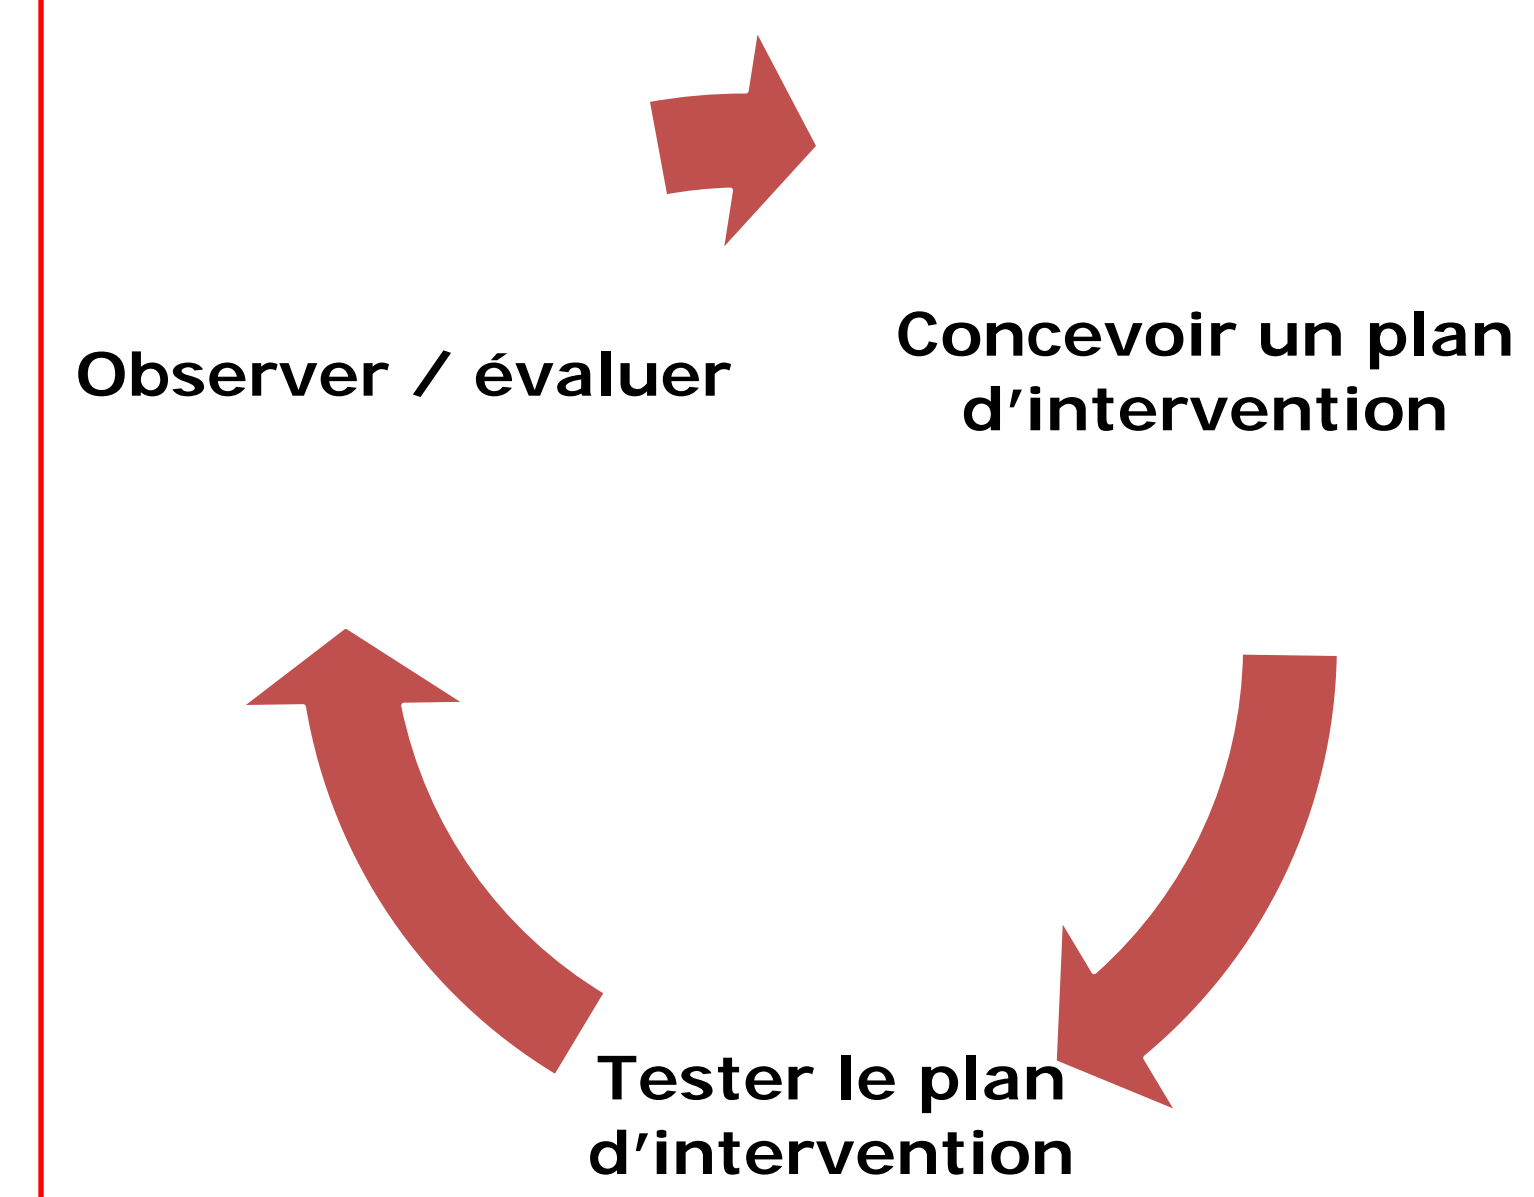 Observer / évaluer
Concevoir un plan
d’intervention
Tester le plan
d’intervention